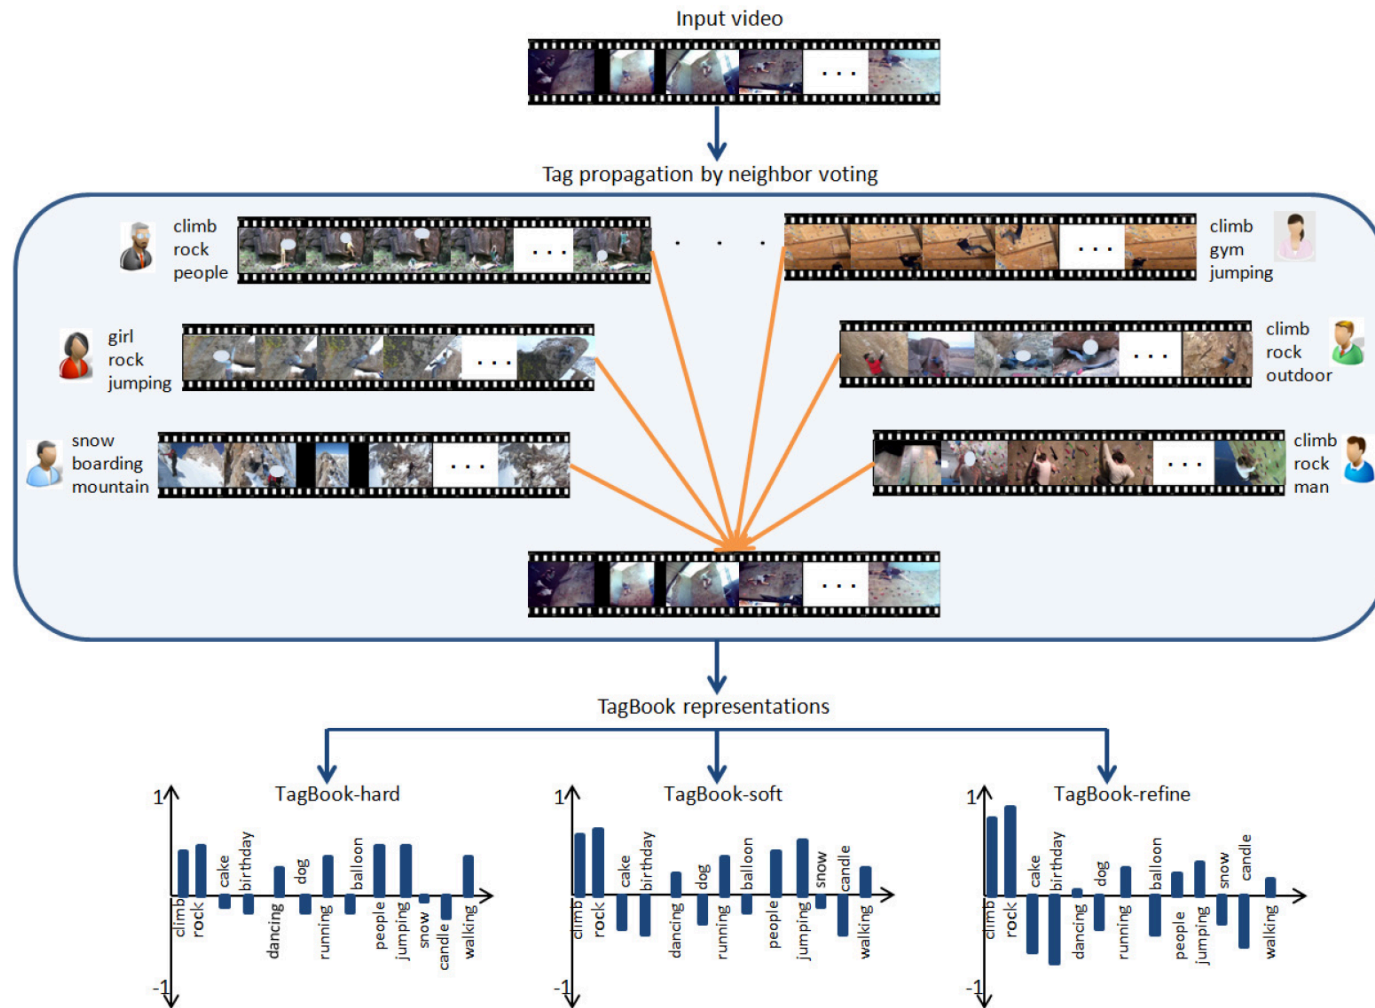 Input video
. . .
Tag propagation by neighbor voting
climb
rock
people
. . .
. . .
. . .
climb
gym
jumping
girl
rock
jumping
. . .
. . .
climb
rock
outdoor
snow
boarding
mountain
. . .
. . .
climb
rock
man
. . .
TagBook representations
TagBook-hard
1
-1
climb
rock
cake
birthday
dancing
dog
running
balloon
people
jumping
snow
candle
walking
TagBook-soft
1
-1
climb
rock
cake
birthday
dancing
dog
running
balloon
people
jumping
snow
candle
walking
TagBook-refine
1
-1
climb
rock
cake
birthday
dancing
dog
running
balloon
people
jumping
snow
candle
walking